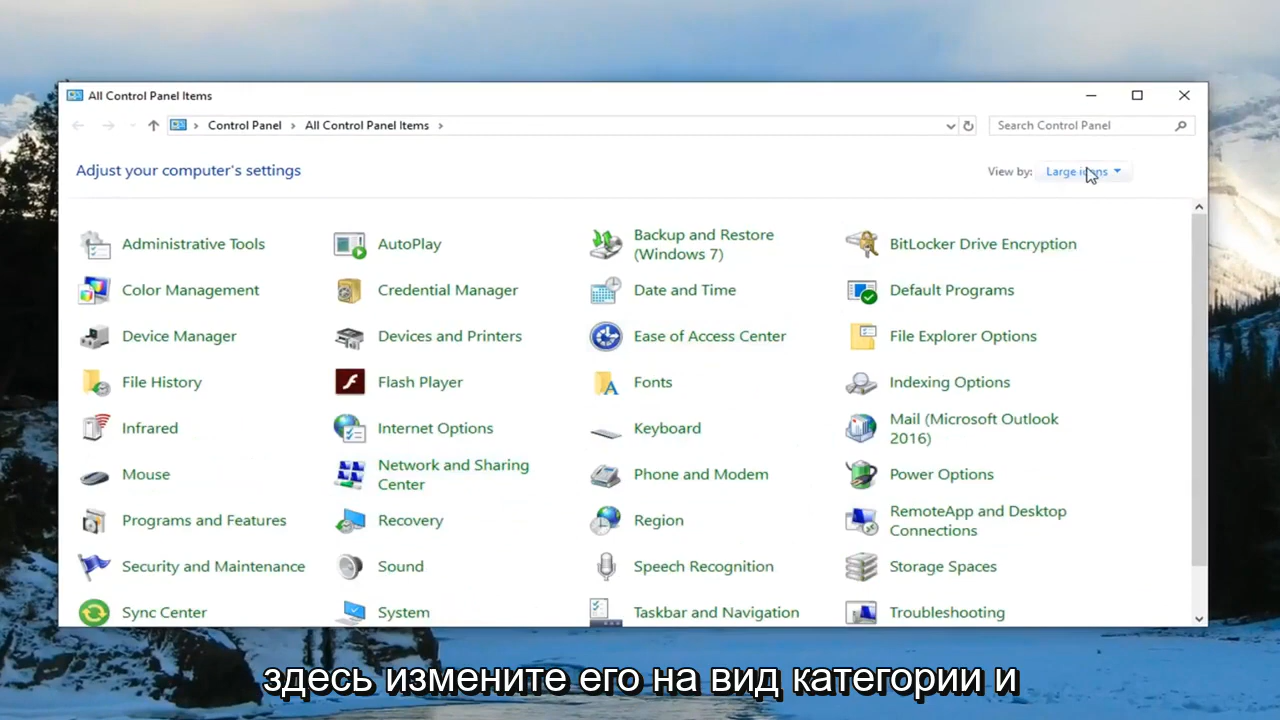 All Control Panel Items
Control Panel
All Control Panel Items
Search Control Panel
Adjust your computer's settings
View by:
Large icons
Administrative Tools
AutoPlay
Backup and Restore
(Windows 7)
BitLocker Drive Encryption
Color Management
Credential Manager
Date and Time
Default Programs
Device Manager
Devices and Printers
Ease of Access Center
File Explorer Options
File History
Flash Player
Fonts
Indexing Options
Infrared
Internet Options
Keyboard
Mail (Microsoft Outlook
2016)
Mouse
Network and Sharing
Center
Phone and Modem
Power Options
Programs and Features
Recovery
Region
RemoteApp and Desktop
Connections
Security and Maintenance
Sound
Speech Recognition
Storage Spaces
Sync Center
System
Taskbar and Navigation
Troubleshooting
здесь измените его на вид категории и